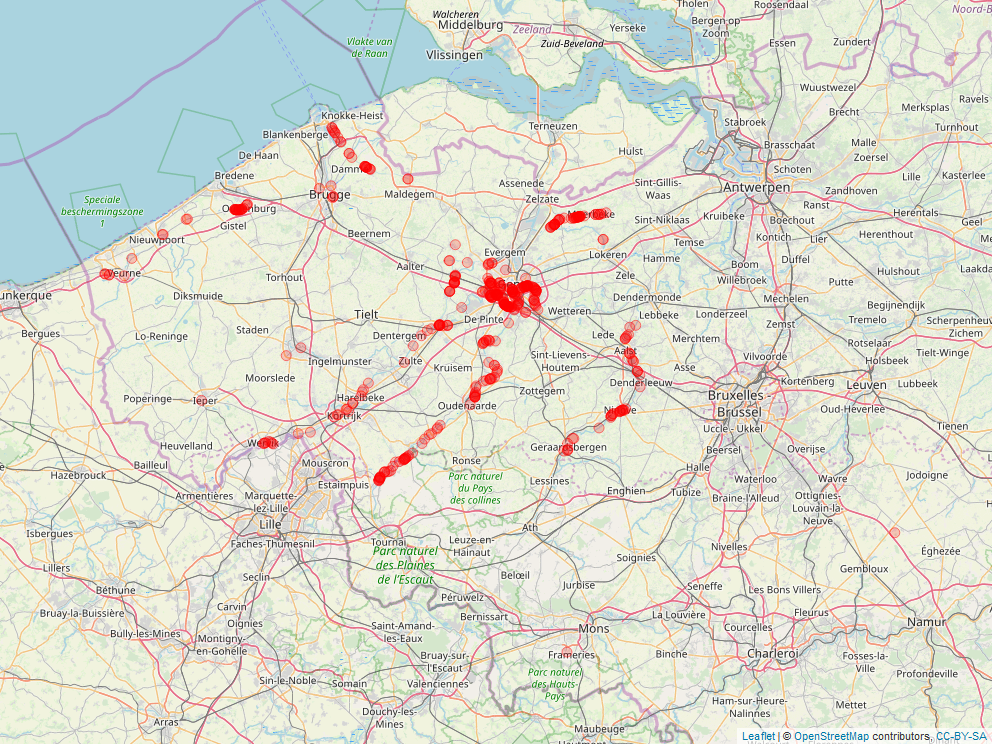 Walcheren
Middelburg
Zeeland
Yerseke
Tholen
Bergen op
Zoom
Roosendaal
Noord-B
Vlakte van
de Raan
Vlissingen
Zuid-Beveland
Essen
Zundert
Wuustwezel
Ravels
Merksplas
Brecht
Turnhout
Knokke-Heist
Blankenberge
Terneuzen
Stabroek
Brasschaat
Malle
Zoersel
De Haan
Hulst
Schoten
Lille
Kasterlee
Bredene
Damm
Assenede
Sint-Gillis-
Waas
Antwerpen
Zandhoven
Brugge
Maldegem
Zelzate
Speciale
beschermingszone
1
burg
Gistel
Sint-Niklaas
Kruibeke
Boechout
Ranst
Herentals
Geel
Beernem
Kontich
Lier
Herenthout
Nieuwpoort
Evergem
Lokeren
Temse
Hamme
Duffel
Boom
Willebroek
Hulshout
Laakda
Veurne
Aalter
Zele
Putte
Torhout
Diksmuide
Dendermonde
Mechelen
Begijnendijk
unkerque
Bergues
Tielt
De Pinte
Wetteren
Lebbeke
Londerzeel
Tremelo
Scherpenheuv
Zichem
Lo-Reninge
Staden
Dentergem
Lede
Merchtem
Zemst
Aalst
Ingelmunster
Zulte
Kruisem
Sint-Lievens-
Houtem
Asse
Vilvoorde
Holsbeek
Tielt-Winge
Moorslede
Denderleeuw
Kortenberg
Leuven
Lubbeek
Poperinge
Ieper
Harelbeke
Kortrijk
Oudenaarde
Zottegem
Bruxelles -
Brussel
Oud-Heverlee
Uccle - Ukkel
Tienen
Heuvelland
Wervik
Geraardsbergen
Beersel
Overijse
Bailleul
Mouscron
Ronse
Halle
Hazebrouck
Estaimpuis
Parc naturel
du Pays
des collines
Lessines
Enghien
Tubize
Waterloo
Wavre
Jodoigne
Armentières
Marquette-
lez-Lille
Lille
Braine-l'Alleud
Ottignies-
Louvain-la-
Neuve
Isbergues
Faches-Thumesnil
Tournai
Ath
Leuze-en-
Hainaut
Soignies
Nivelles
Éghezée
Parc naturel
des Plaines
de l'Escaut
Lillers
Béthune
Seclin
Belœil
Jurbise
Seneffe
Gembloux
Les Bons Villers
Bruay-la-Buissière
Carvin
Oignies
Péruwelz
Bernissart
La Louvière
Fleurus
Courcelles
Namur
Bully-les-Mines
Montigny-
en-Gohelle
Saint-Amand-
les-Eaux
Mons
Bruay-sur-
l'Escaut
Valenciennes
Frameries
Binche
Charleroi
Fosses-la-
Ville
Profondeville
Sin-le-Noble
Somain
Parc naturel
des Hauts-
Pays
Ham-sur-Heure-
Nalinnes
Mettet
Arras
Douchy-les-
Mines
Maubeuge
Leaflet | © OpenStreetMap contributors, CC-BY-SA